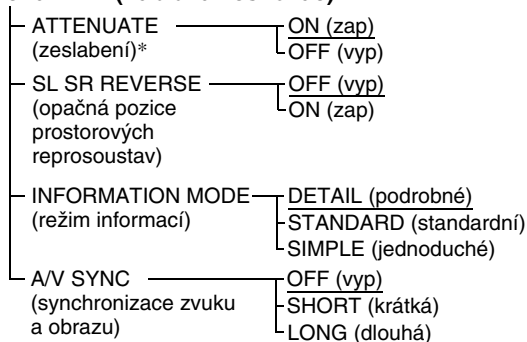 ATTENUATE ON (zap)
(zeslabení)* OFF (vyp)
SL SR REVERSE OFF (vyp)
(opačná pozice ON (zap)
prostorových
reprosoustav)
INFORMATION MODE DETAIL (podrobné)
(režim informací) STANDARD (standardní)
SIMPLE (jednoduché)
A/V SYNC OFF (vyp)
(synchronizace zvuku SHORT (krátká)
a obrazu) LONG (dlouhá)